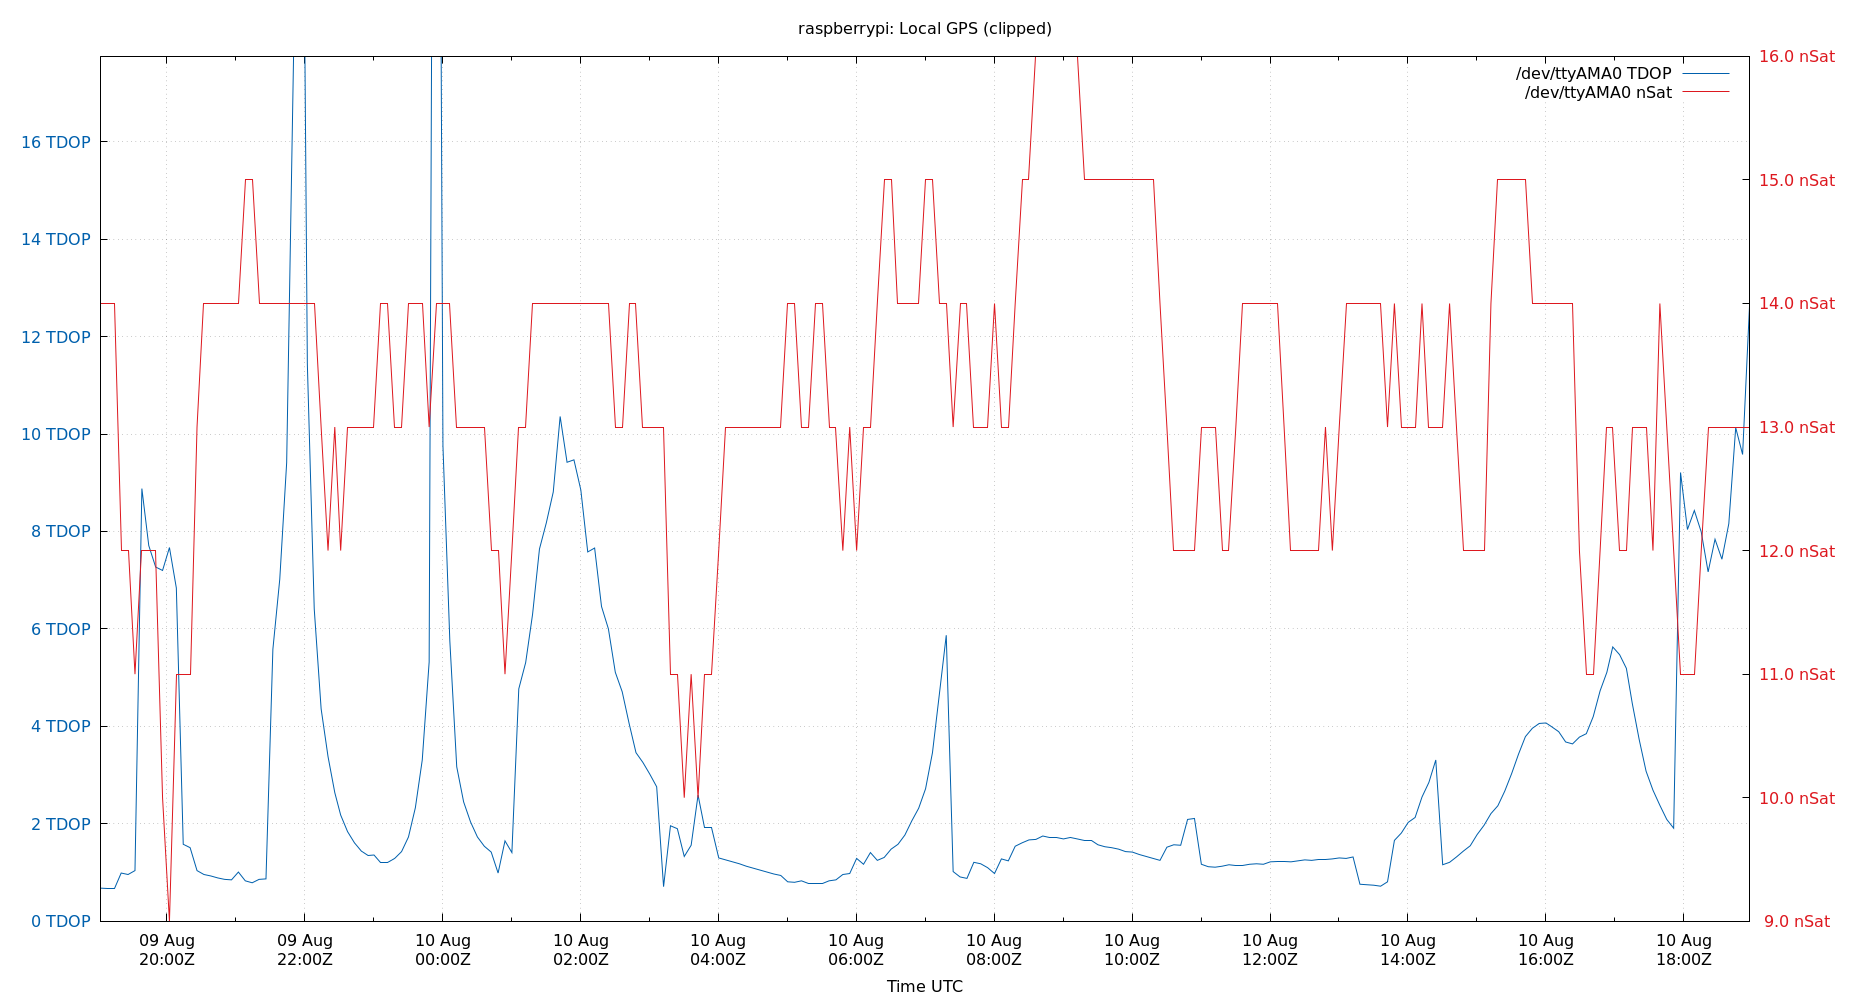 raspberrypi: Local GPS (clipped)
/dev/ttyAMA0 TDOP
/dev/ttyAMA0 nSat
16 TDOP
14 TDOP
12 TDOP
10 TDOP
8 TDOP
6 TDOP
4 TDOP
2 TDOP
0 TDOP
16.0 nSat
15.0 nSat
14.0 nSat
13.0 nSat
12.0 nSat
11.0 nSat
10.0 nSat
9.0 nSat
09 Aug
20:00Z
09 Aug
22:00Z
10 Aug
00:00Z
10 Aug
02:00Z
10 Aug
04:00Z
10 Aug
06:00Z
10 Aug
08:00Z
10 Aug
10:00Z
10 Aug
12:00Z
10 Aug
14:00Z
10 Aug
16:00Z
10 Aug
18:00Z
Time UTC